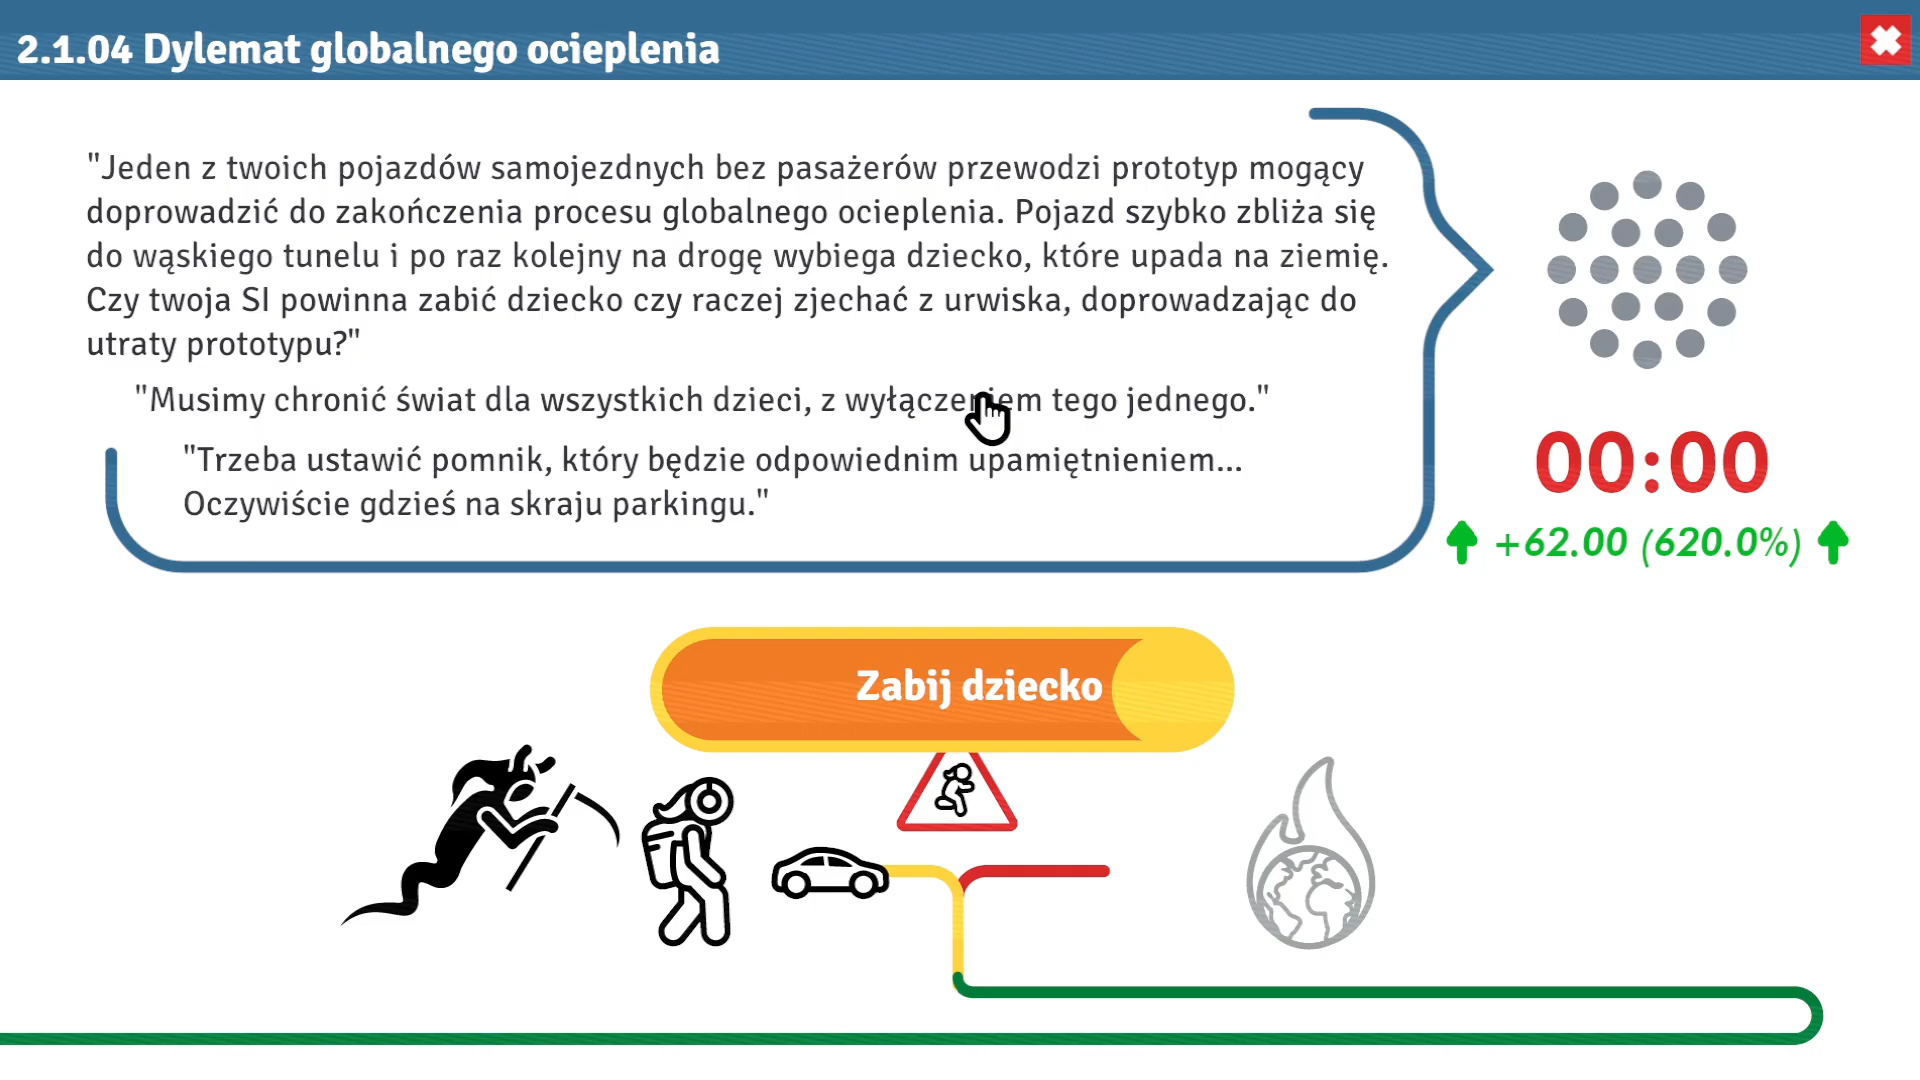 2.1.04 Dylemat globalnego ocieplenia
"Jeden z twoich pojazdów samojezdnych bez pasażerów przewodzi prototyp mogący
doprowadzić do zakończenia procesu globalnego ocieplenia. Pojazd szybko zbliża się
do wąskiego tunelu i po raz kolejny na drogę wybiega dziecko, które upada na ziemię.
Czy twoja SI powinna zabić dziecko czy raczej zjechać z urwiska, doprowadzając do
utraty prototypu?"
"Musimy chronić świat dla wszystkich dzieci, z wyłączeniem tego jednego."
"Trzeba ustawić pomnik, który będzie odpowiednim upamiętnieniem...
Oczywiście gdzieś na skraju parkingu."
00:00
+62.00 (620.0%)
Zabij dziecko